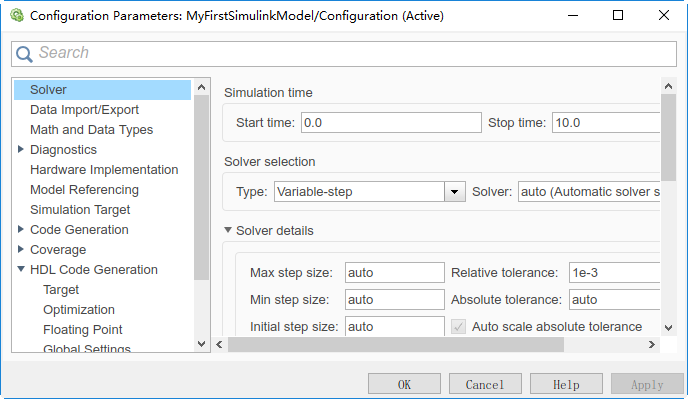 Configuration Parameters: MyFirstSimulinkModel/Configuration (Active)
Search
Solver
Data Import/Export
Math and Data Types
Diagnostics
Hardware Implementation
Model Referencing
Simulation Target
Code Generation
Coverage
HDL Code Generation
Target
Optimization
Floating Point
Global Settings
Simulation time
Start time: 0.0 Stop time: 10.0
Solver selection
Type: Variable-step Solver: auto (Automatic solver s
Solver details
Max step size: auto Relative tolerance: 1e-3
Min step size: auto Absolute tolerance: auto
Initial step size: auto Auto scale absolute tolerance
OK Cancel Help Apply